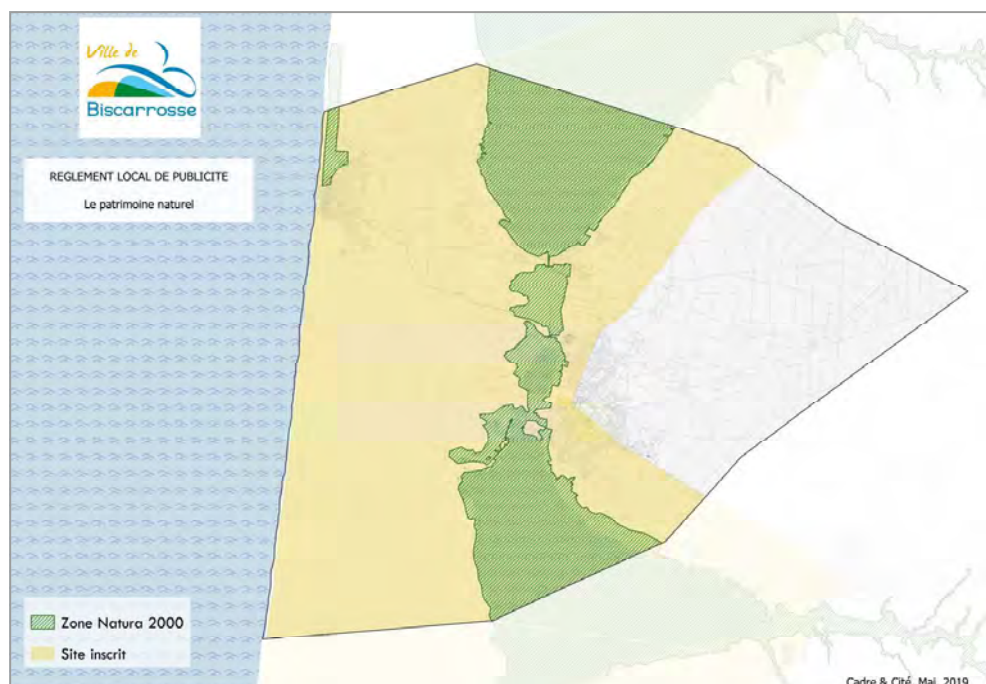 Ville de
Biscarrosse
REGLEMENT LOCAL DE PUBLICITE
Le patrimoine naturel
Zone Natura 2000
Site inscrit
Cadre & Cité, Mai, 2019